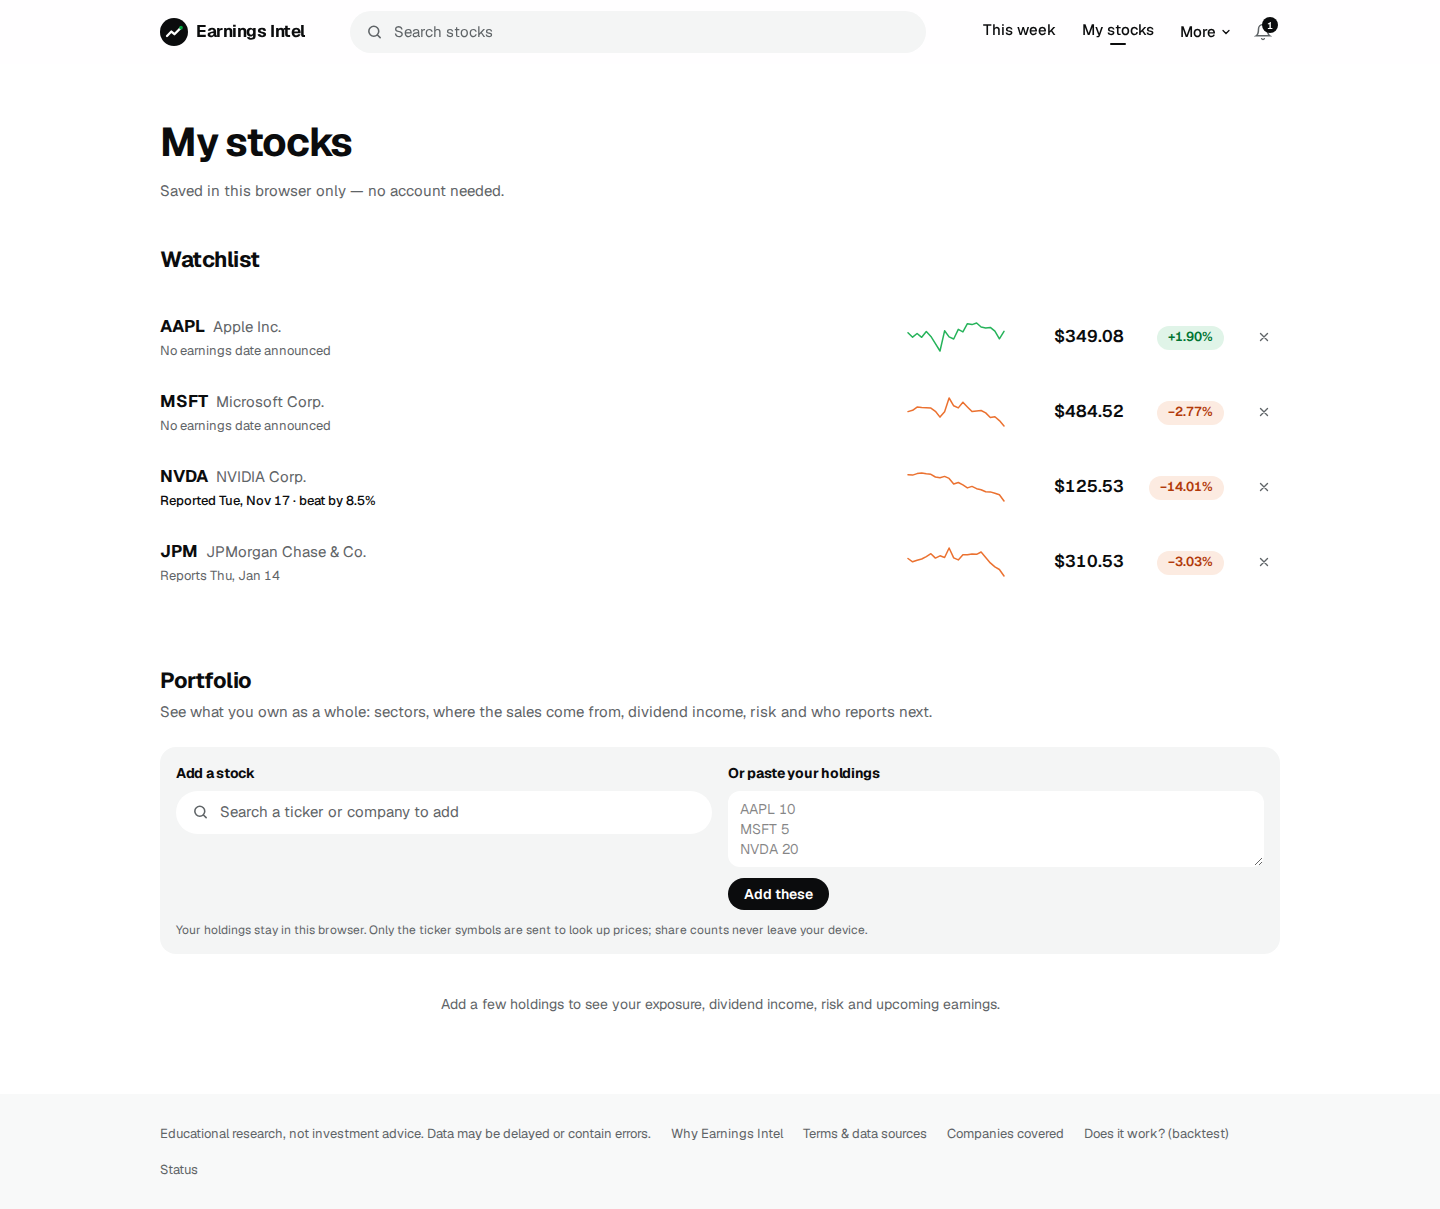 Earnings Intel
Search stocks
This week
My stocks
More
1
My stocks
Saved in this browser only — no account needed.
Watchlist
AAPL Apple Inc.
No earnings date announced
$349.08
+1.90%
MSFT Microsoft Corp.
No earnings date announced
$484.52
−2.77%
NVDA NVIDIA Corp.
Reported Tue, Nov 17 · beat by 8.5%
$125.53
−14.01%
JPM JPMorgan Chase & Co.
Reports Thu, Jan 14
$310.53
−3.03%
Portfolio
See what you own as a whole: sectors, where the sales come from, dividend income, risk and who reports next.
Add a stock
Search a ticker or company to add
Or paste your holdings
AAPL 10
MSFT 5
NVDA 20
Add these
Your holdings stay in this browser. Only the ticker symbols are sent to look up prices; share counts never leave your device.
Add a few holdings to see your exposure, dividend income, risk and upcoming earnings.
Educational research, not investment advice. Data may be delayed or contain errors.
Why Earnings Intel
Terms & data sources
Companies covered
Does it work? (backtest)
Status